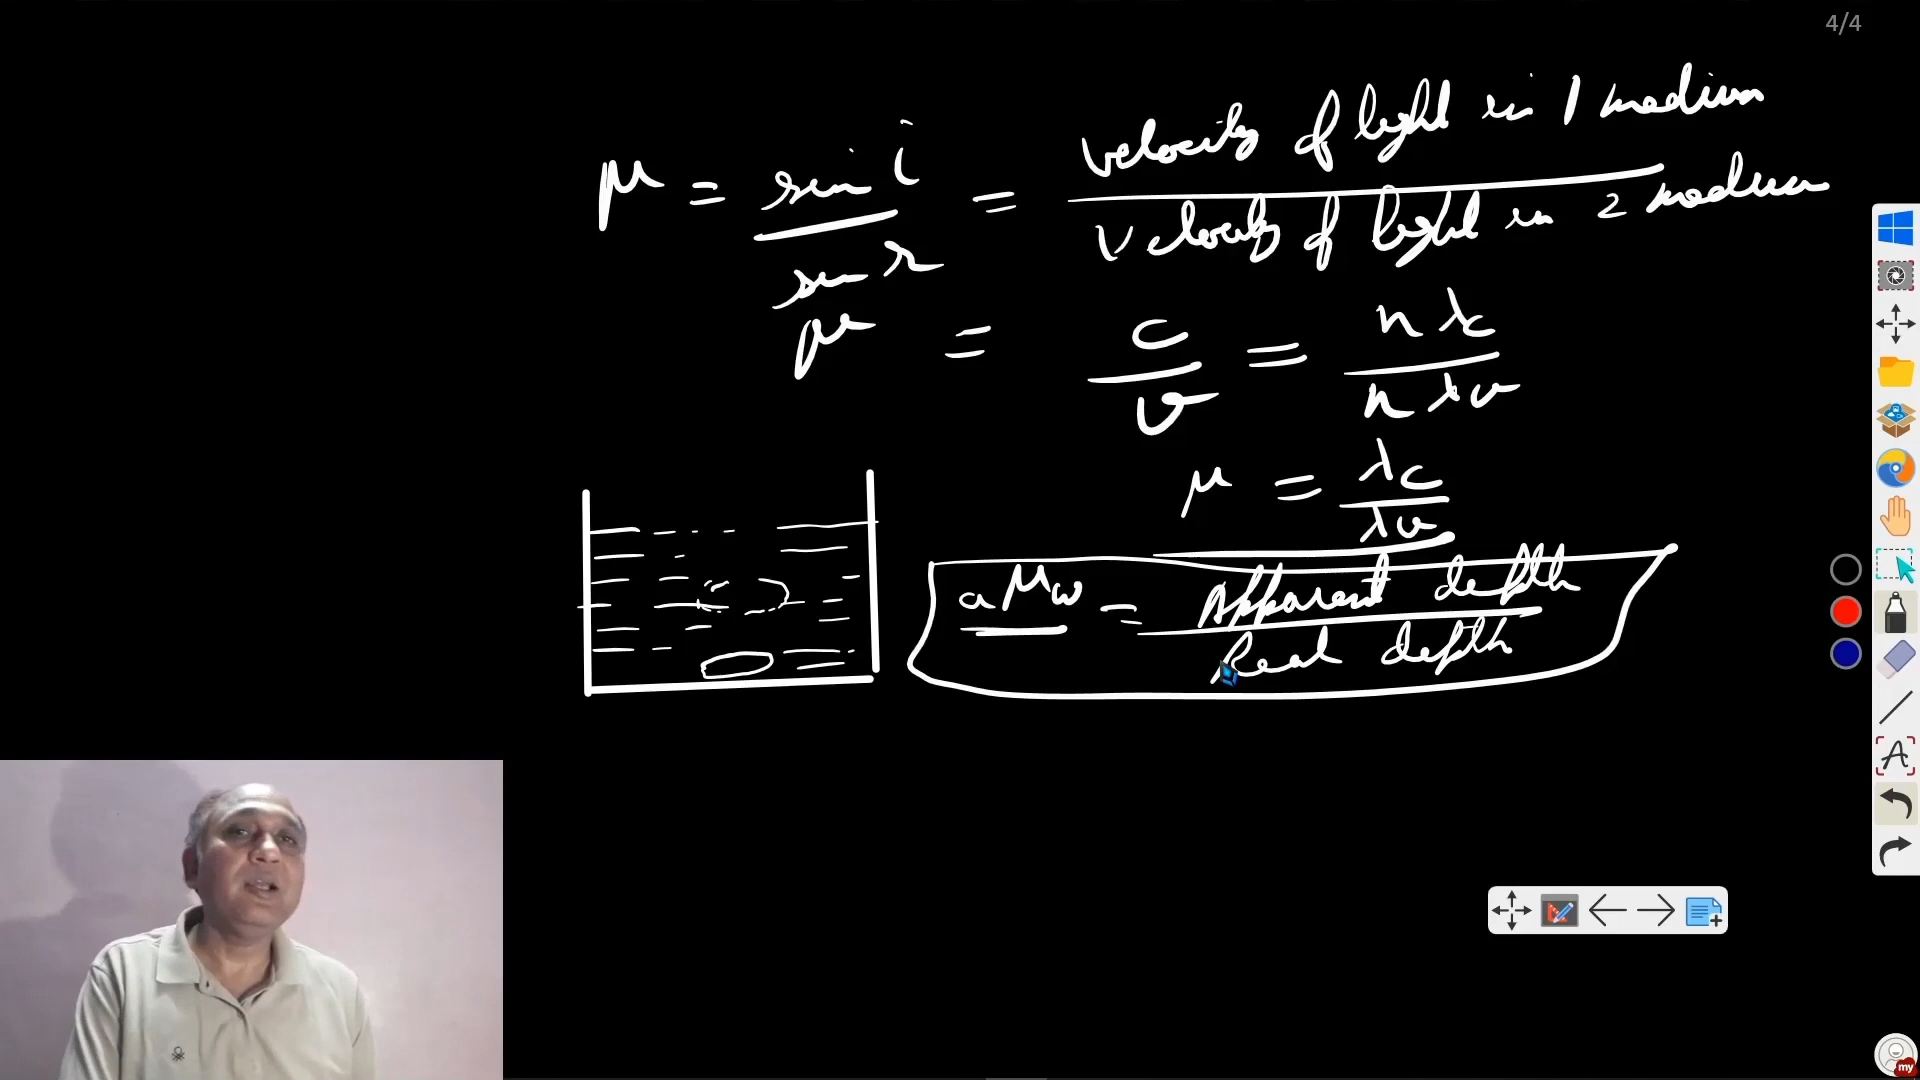 4/4
μ = sin i / sin r = velocity of light in 1 medium / velocity of light in 2 medium
μ = c / v = n λc / n λv
μ = λc / λv
aμw = Apparent depth / Real depth
A
my